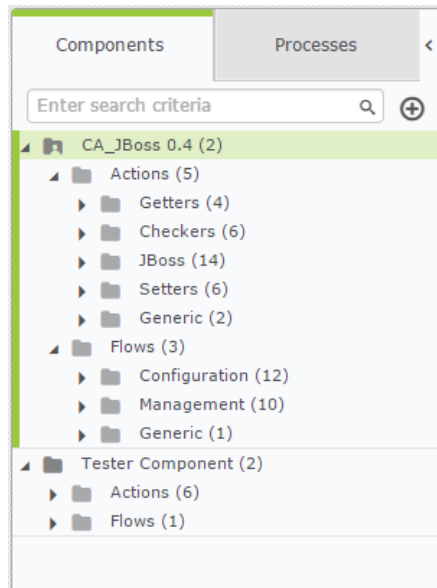 Components Processes
Enter search criteria
CA_JBoss 0.4 (2)
Actions (5)
Getters (4)
Checkers (6)
JBoss (14)
Setters (6)
Generic (2)
Flows (3)
Configuration (12)
Management (10)
Generic (1)
Tester Component (2)
Actions (6)
Flows (1)